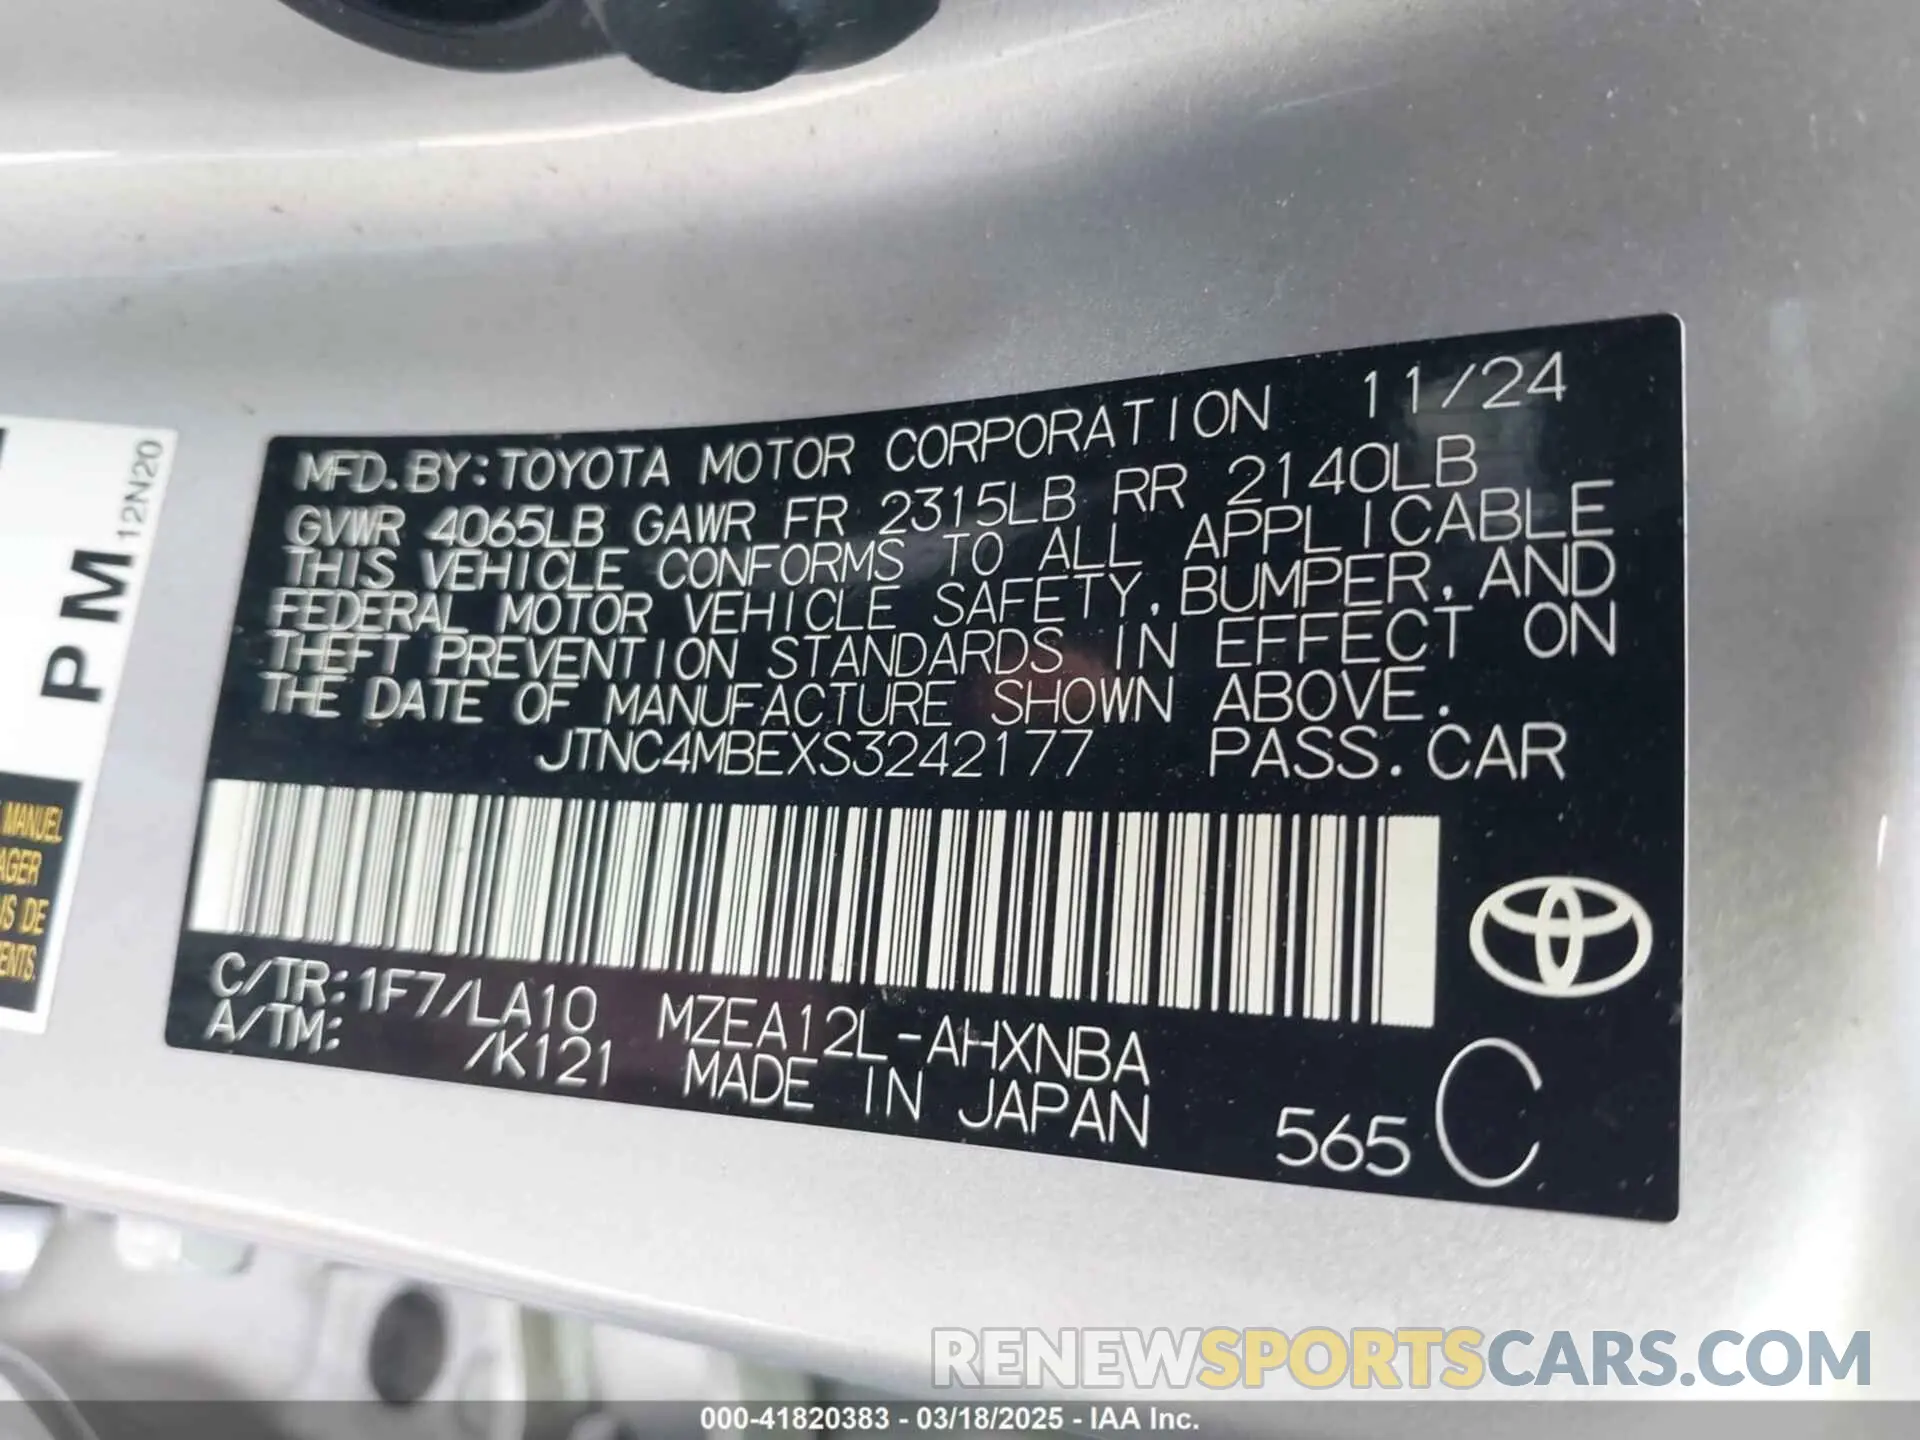 MFD. BY: TOYOTA MOTOR CORPORATION 11/24
GVWR 4065LB GAWR FR 2315LB RR 2140LB
THIS VEHICLE CONFORMS TO ALL APPLICABLE
FEDERAL MOTOR VEHICLE SAFETY, BUMPER, AND
THEFT PREVENTION STANDARDS IN EFFECT ON
THE DATE OF MANUFACTURE SHOWN ABOVE.
JTNC4MBEXS3242177 PASS. CAR
C/TR: 1F7/LA10 MZEA12L-AHXNBA
A/TM: /K121 MADE IN JAPAN
565 C
PM 12N20
MANUEL
DE
RENEWSPORTSCARS.COM
000-41820383 - 03/18/2025 - IAA Inc.